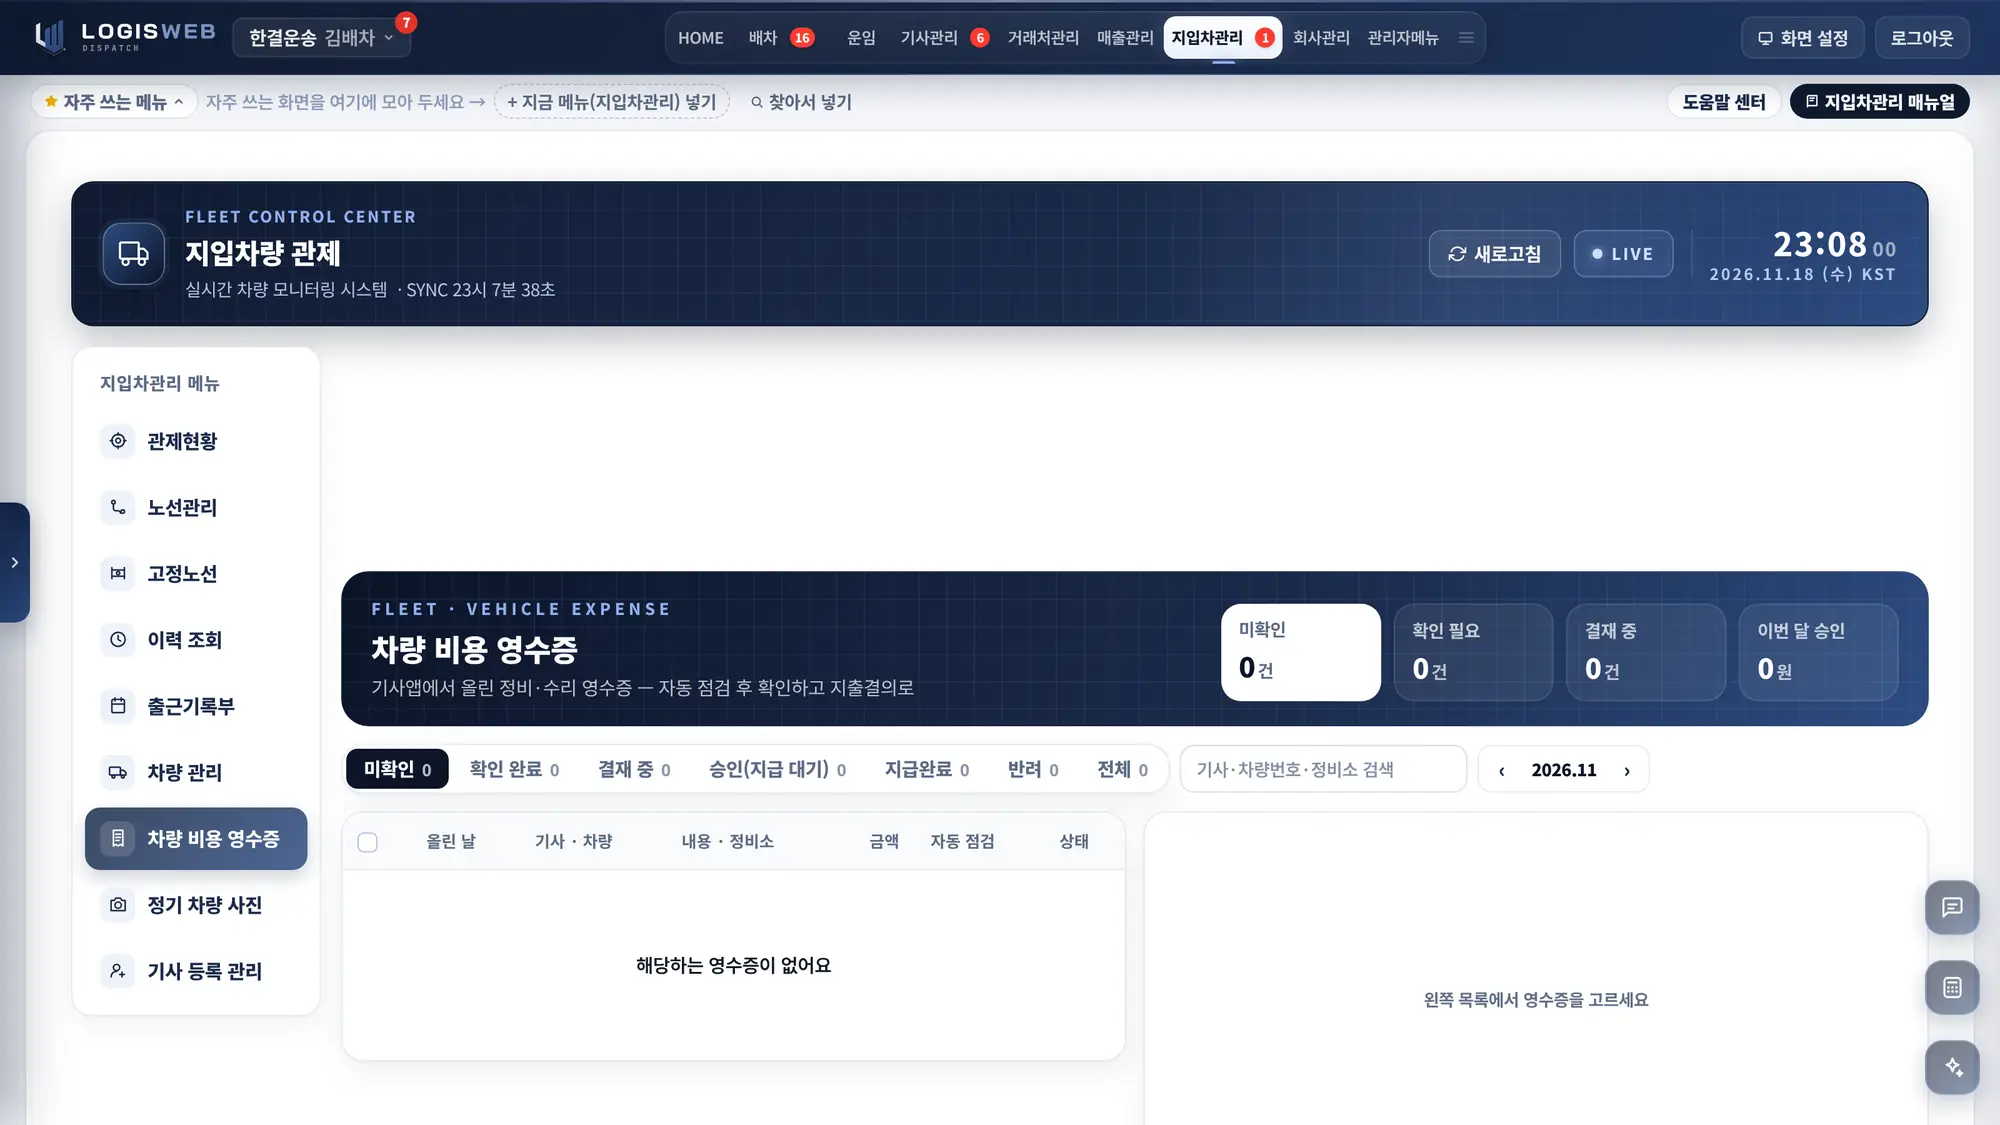 LOGISWEB
DISPATCH
한결운송 김배차
7
HOME
배차 16
운임
기사관리 6
거래처관리
매출관리
지입차관리 1
회사관리
관리자메뉴
화면 설정
로그아웃
자주 쓰는 메뉴
자주 쓰는 화면을 여기에 모아 두세요 →
+ 지금 메뉴(지입차관리) 넣기
찾아서 넣기
도움말 센터
지입차관리 매뉴얼
FLEET CONTROL CENTER
지입차량 관제
실시간 차량 모니터링 시스템 · SYNC 23시 7분 38초
새로고침
LIVE
23:08 00
2026.11.18 (수) KST
지입차관리 메뉴
관제현황
노선관리
고정노선
이력 조회
출근기록부
차량 관리
차량 비용 영수증
정기 차량 사진
기사 등록 관리
FLEET · VEHICLE EXPENSE
차량 비용 영수증
기사앱에서 올린 정비·수리 영수증 — 자동 점검 후 확인하고 지출결의로
미확인
0건
확인 필요
0건
결재 중
0건
이번 달 승인
0원
미확인 0
확인 완료 0
결재 중 0
승인(지급 대기) 0
지급완료 0
반려 0
전체 0
기사·차량번호·정비소 검색
‹ 2026.11 ›
올린 날
기사 · 차량
내용 · 정비소
금액
자동 점검
상태
해당하는 영수증이 없어요
왼쪽 목록에서 영수증을 고르세요